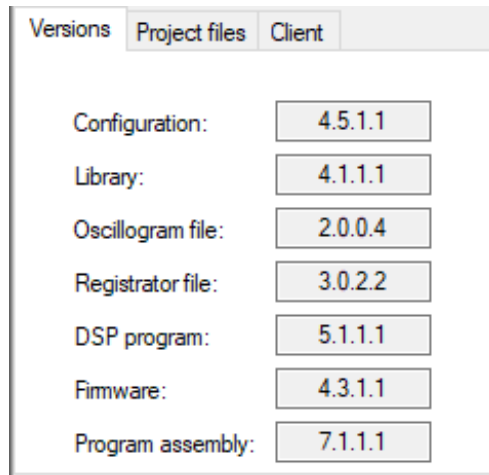 Versions Project files Client
Configuration: 4.5.1.1
Library: 4.1.1.1
Oscillogram file: 2.0.0.4
Registrator file: 3.0.2.2
DSP program: 5.1.1.1
Firmware: 4.3.1.1
Program assembly: 7.1.1.1